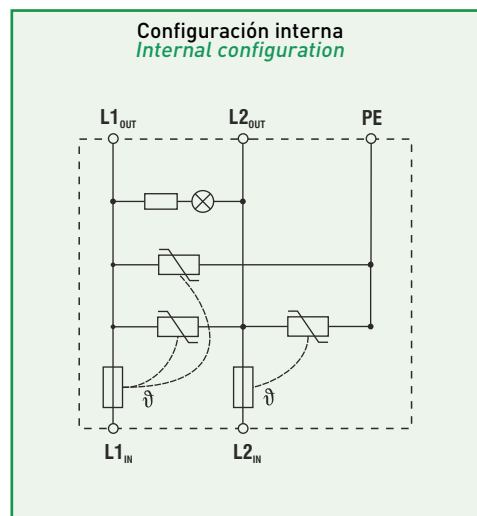 Configuración interna
Internal configuration
L1OUT L2OUT PE
ϑ ϑ
L1IN L2IN